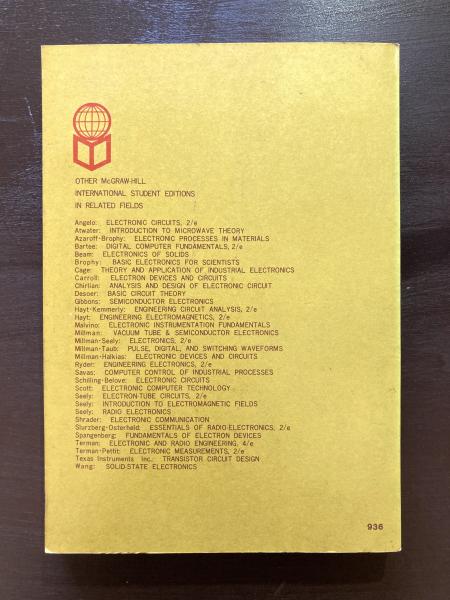 OTHER McGRAW-HILL
INTERNATIONAL STUDENT EDITIONS
IN RELATED FIELDS
Angelo: ELECTRONIC CIRCUITS, 2/e
Atwater: INTRODUCTION TO MICROWAVE THEORY
Azaroff-Brophy: ELECTRONIC PROCESSES IN MATERIALS
Bartee: DIGITAL COMPUTER FUNDAMENTALS, 2/e
Beam: ELECTRONICS OF SOLIDS
Brophy: BASIC ELECTRONICS FOR SCIENTISTS
Cage: THEORY AND APPLICATION OF INDUSTRIAL ELECTRONICS
Carroll: ELECTRON DEVICES AND CIRCUITS
Chirlian: ANALYSIS AND DESIGN OF ELECTRONIC CIRCUIT
Desoer: BASIC CIRCUIT THEORY
Gibbons: SEMICONDUCTOR ELECTRONICS
Hayt-Kemmerly: ENGINEERING CIRCUIT ANALYSIS, 2/e
Hayt: ENGINEERING ELECTROMAGNETICS, 2/e
Malvino: ELECTRONIC INSTRUMENTATION FUNDAMENTALS
Millman: VACUUM TUBE & SEMICONDUCTOR ELECTRONICS
Millman-Seely: ELECTRONICS, 2/e
Millman-Taub: PULSE, DIGITAL, AND SWITCHING WAVEFORMS
Millman-Halkias: ELECTRONIC DEVICES AND CIRCUITS
Ryder: ENGINEERING ELECTRONICS, 2/e
Savas: COMPUTER CONTROL OF INDUSTRIAL PROCESSES
Schilling-Belove: ELECTRONIC CIRCUITS
Scott: ELECTRONIC COMPUTER TECHNOLOGY
Seely: ELECTRON-TUBE CIRCUITS, 2/e
Seely: INTRODUCTION TO ELECTROMAGNETIC FIELDS
Seely: RADIO ELECTRONICS
Shrader: ELECTRONIC COMMUNICATION
Slurzberg-Osterheld: ESSENTIALS OF RADIO-ELECTRONICS, 2/e
Spangenberg: FUNDAMENTALS OF ELECTRON DEVICES
Terman: ELECTRONIC AND RADIO ENGINEERING, 4/e
Terman-Pettit: ELECTRONIC MEASUREMENTS, 2/e
Texas Instruments Inc.: TRANSISTOR CIRCUIT DESIGN
Wang: SOLID-STATE ELECTRONICS
936